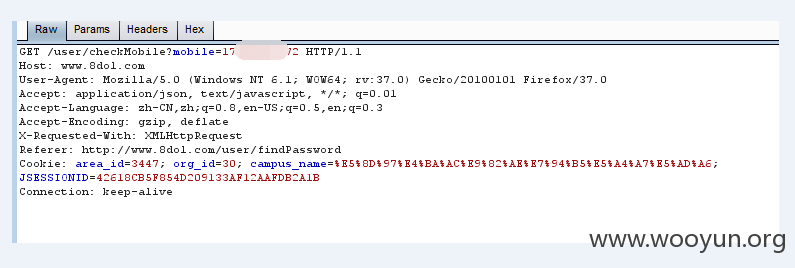 Raw Params Headers Hex
GET /user/checkMobile?mobile=17 72 HTTP/1.1
Host: www.8dol.com
User-Agent: Mozilla/5.0 (Windows NT 6.1; WOW64; rv:37.0) Gecko/20100101 Firefox/37.0
Accept: application/json, text/javascript, */*; q=0.01
Accept-Language: zh-CN,zh;q=0.8,en-US;q=0.5,en;q=0.3
Accept-Encoding: gzip, deflate
X-Requested-With: XMLHttpRequest
Referer: http://www.8dol.com/user/findPassword
Cookie: area_id=3447; org_id=30; campus_name=%E5%8D%97%E4%BA%AC%E9%82%AE%E7%94%B5%E5%A4%A7%E5%AD%A6;
JSESSIONID=42618CB5F854D209133AF12AAFDB2A1B
Connection: keep-alive
www.wooyun.org